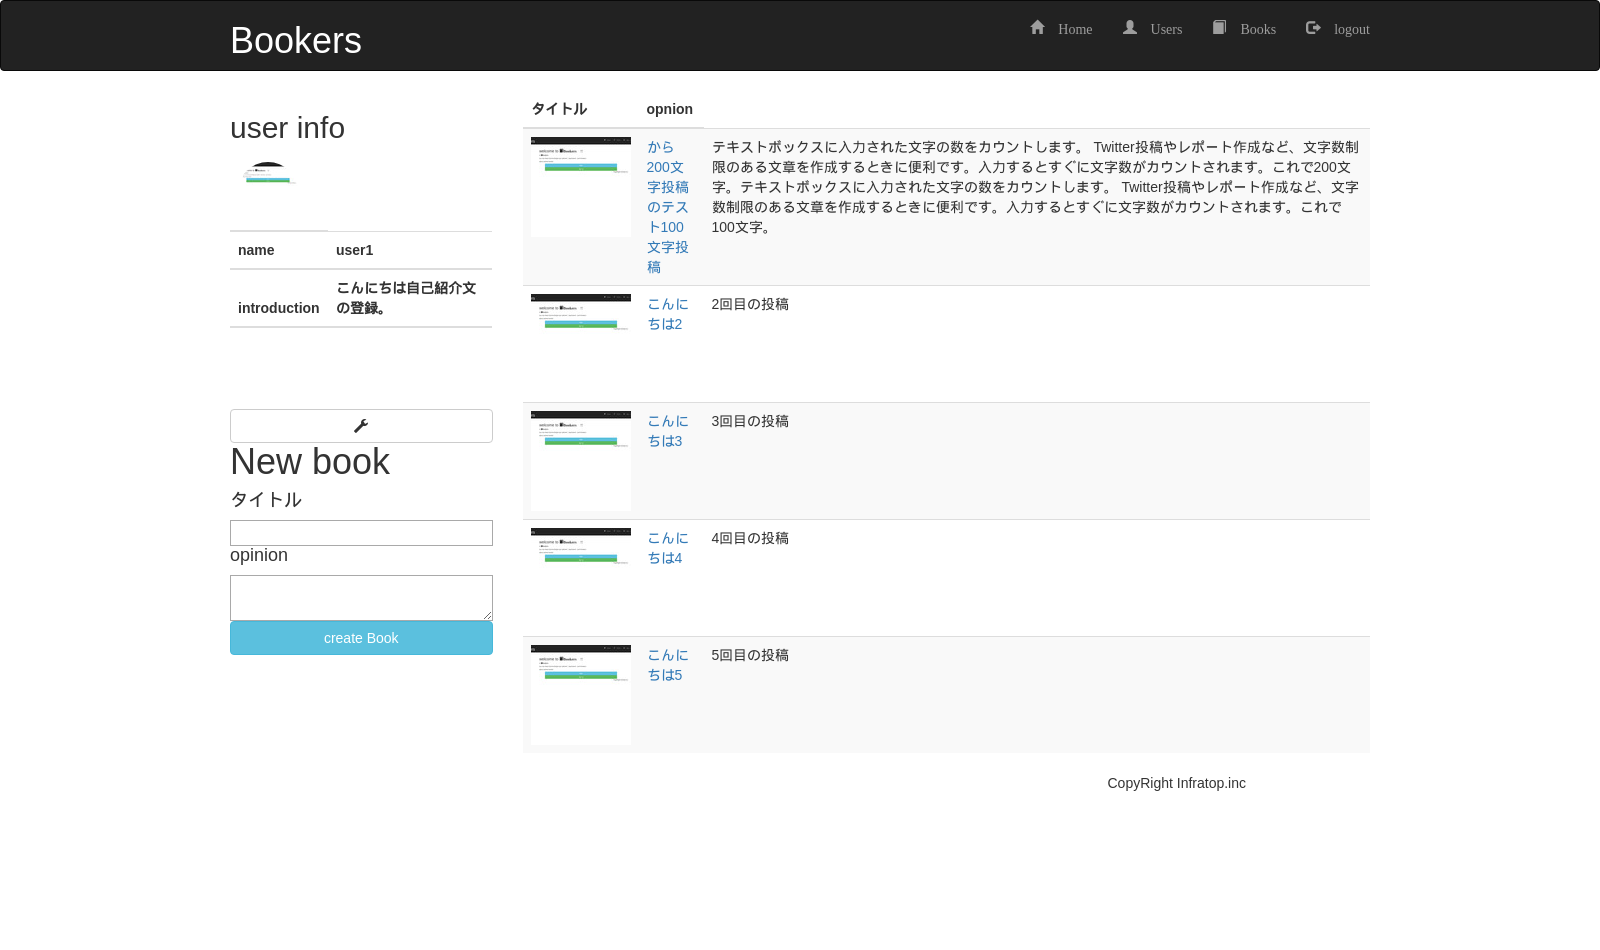 Bookers
Home Users Books logout
user info
name user1
introduction こんにちは自己紹介文
の登録。
New book
タイトル
opinion
create Book
タイトル opnion
から
200文
字投稿
のテス
ト100
文字投
稿
テキストボックスに入力された文字の数をカウントします。 Twitter投稿やレポート作成など、文字数制
限のある文章を作成するときに便利です。入力するとすぐに文字数がカウントされます。これで200文
字。テキストボックスに入力された文字の数をカウントします。 Twitter投稿やレポート作成など、文字
数制限のある文章を作成するときに便利です。入力するとすぐに文字数がカウントされます。これで
100文字。
こんに
ちは2
2回目の投稿
こんに
ちは3
3回目の投稿
こんに
ちは4
4回目の投稿
こんに
ちは5
5回目の投稿
CopyRight Infratop.inc